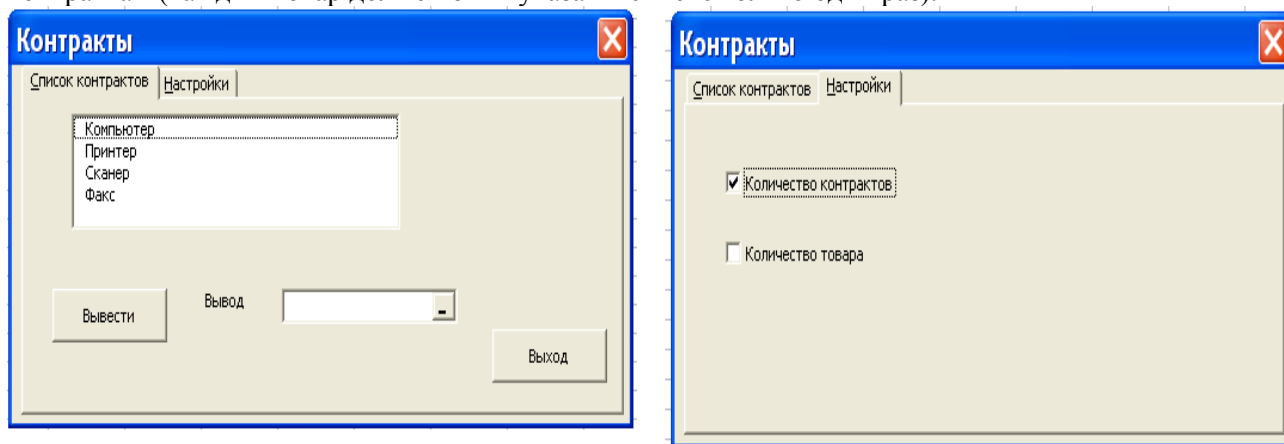 Контракты
Список контрактов Настройки
Компьютер
Принтер
Сканер
Факс
Вывести
Вывод
Выход
Контракты
Список контрактов Настройки
Количество контрактов
Количество товара